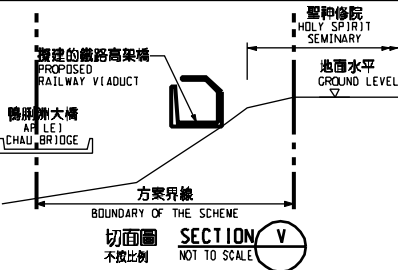 聖神修院
HOLY SPIRIT
SEMINARY
擬建的鐵路高架橋
PROPOSED
RAILWAY VIADUCT
地面水平
GROUND LEVEL
鴨脷洲大橋
AP LEI
CHAU BRIDGE
方案界線
BOUNDARY OF THE SCHEME
切面圖 SECTION V
不按比例 NOT TO SCALE